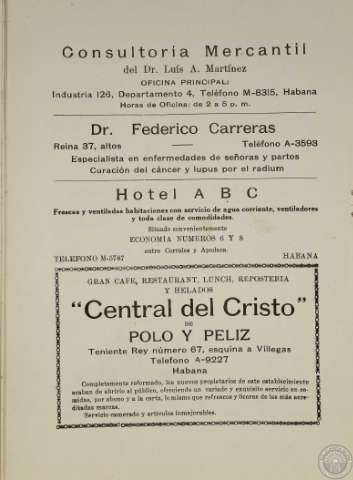 Consultoria Mercantil
del Dr. Luís A. Martínez
OFICINA PRINCIPAL:
Industria 126, Departamento 4, Teléfono M-8315, Habana
Horas de Oficina: de 2 a 5 p. m.
Dr. Federico Carreras
Reina 37, altos — Teléfono A-3593
Especialista en enfermedades de señoras y partos
Curación del cáncer y lupus por el radium
Hotel A B C
Frescas y ventiladas habitaciones con servicio de agua corriente, ventiladores
y toda clase de comodidades.
Situado convenientemente
ECONOMIA NUMEROS 6 Y 8
entre Corrales y Apodaca.
TELEFONO M-5787 HABANA
GRAN CAFE, RESTAURANT, LUNCH, REPOSTERIA
Y HELADOS
"Central del Cristo"
DE
POLO Y PELIZ
Teniente Rey número 67, esquina a Villegas
Telefono A-9227
Habana
Completamente reformado, los nuevos propietarios de este establecimiento
acaban de abrirlo al público, ofreciendo un variado y exquisito servicio en co-
midas, por abono y a la carta, lo mismo que refrescos y licores de las más acre-
ditadas marcas.
Servicio esmerado y artículos inmejorables.